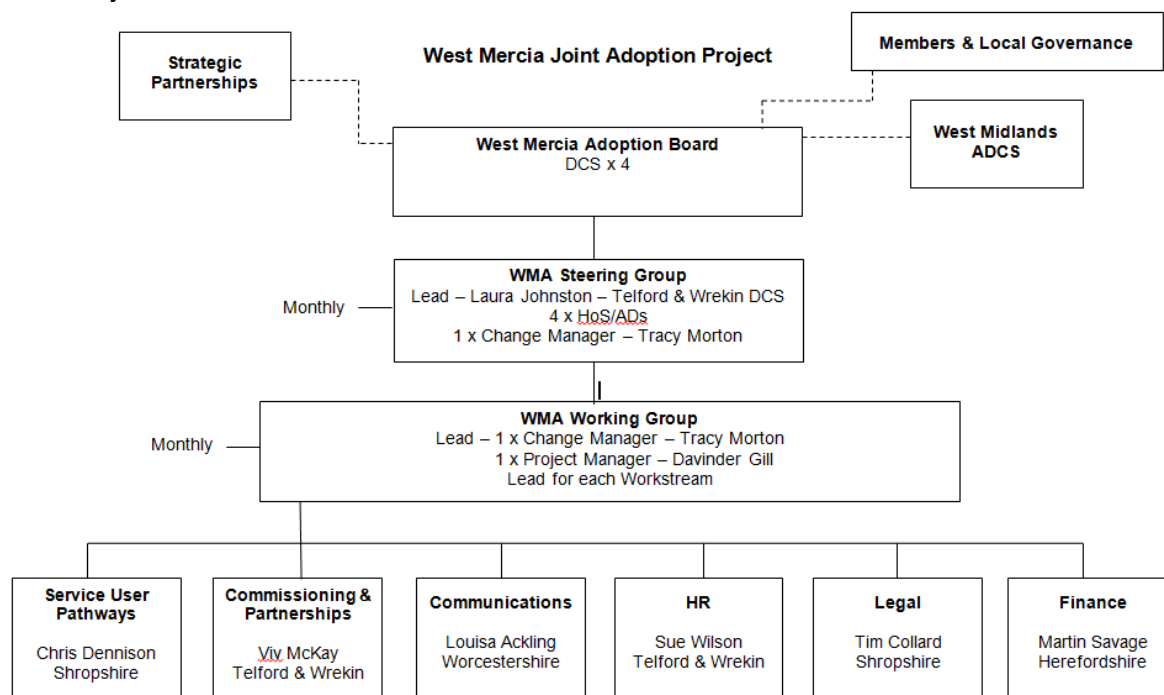 West Mercia Joint Adoption Project
Strategic
Partnerships
Members & Local Governance
West Midlands
ADCS
West Mercia Adoption Board
DCS x 4
WMA Steering Group
Lead – Laura Johnston – Telford & Wrekin DCS
4 x HoS/ADs
1 x Change Manager – Tracy Morton
Monthly
WMA Working Group
Lead – 1 x Change Manager – Tracy Morton
1 x Project Manager – Davinder Gill
Lead for each Workstream
Monthly
Service User
Pathways
Chris Dennison
Shropshire
Commissioning &
Partnerships
Viv McKay
Telford & Wrekin
Communications
Louisa Ackling
Worcestershire
HR
Sue Wilson
Telford & Wrekin
Legal
Tim Collard
Shropshire
Finance
Martin Savage
Herefordshire